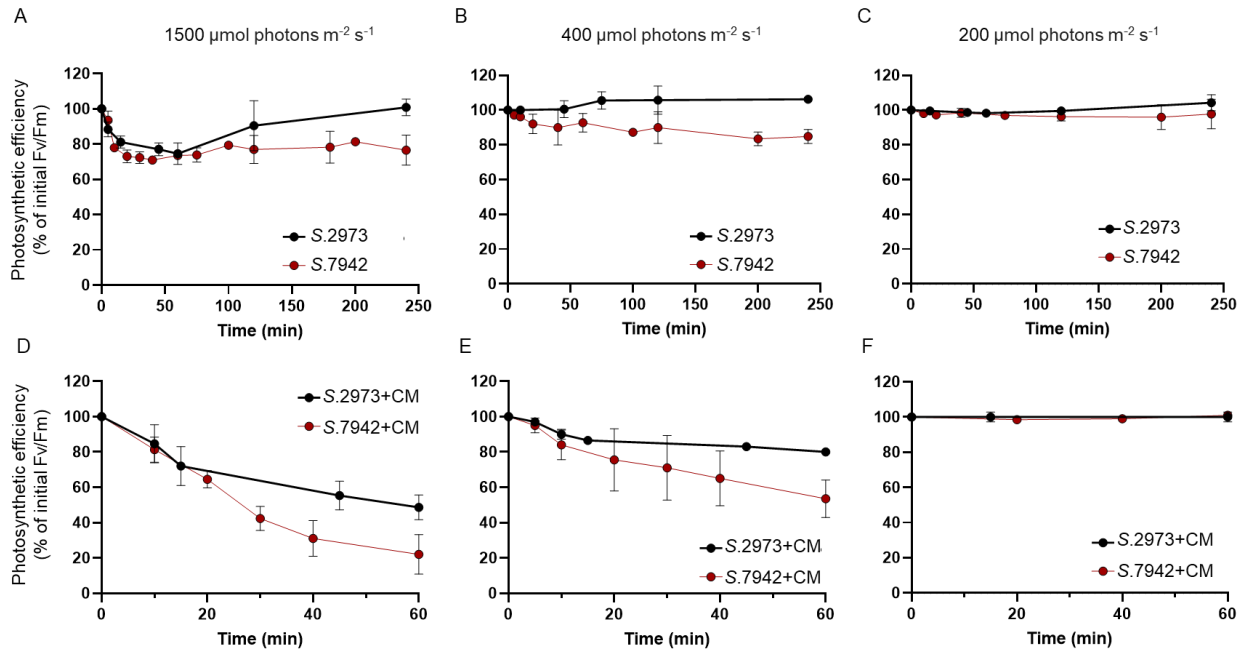 A
1500 µmol photons m⁻² s⁻¹
B
400 µmol photons m⁻² s⁻¹
C
200 µmol photons m⁻² s⁻¹
Photosynthetic efficiency
(% of initial Fv/Fm)
120
100
80
60
40
20
0
S.2973
S.7942
0 50 100 150 200 250
Time (min)
120
100
80
60
40
20
0
S.2973
S.7942
0 50 100 150 200 250
Time (min)
120
100
80
60
40
20
0
S.2973
S.7942
0 50 100 150 200 250
Time (min)
D
E
F
Photosynthetic efficiency
(% of initial Fv/Fm)
120
100
80
60
40
20
0
S.2973+CM
S.7942+CM
0 20 40 60
Time (min)
120
100
80
60
40
20
0
S.2973+CM
S.7942+CM
0 20 40 60
Time (min)
120
100
80
60
40
20
0
S.2973+CM
S.7942+CM
0 20 40 60
Time (min)